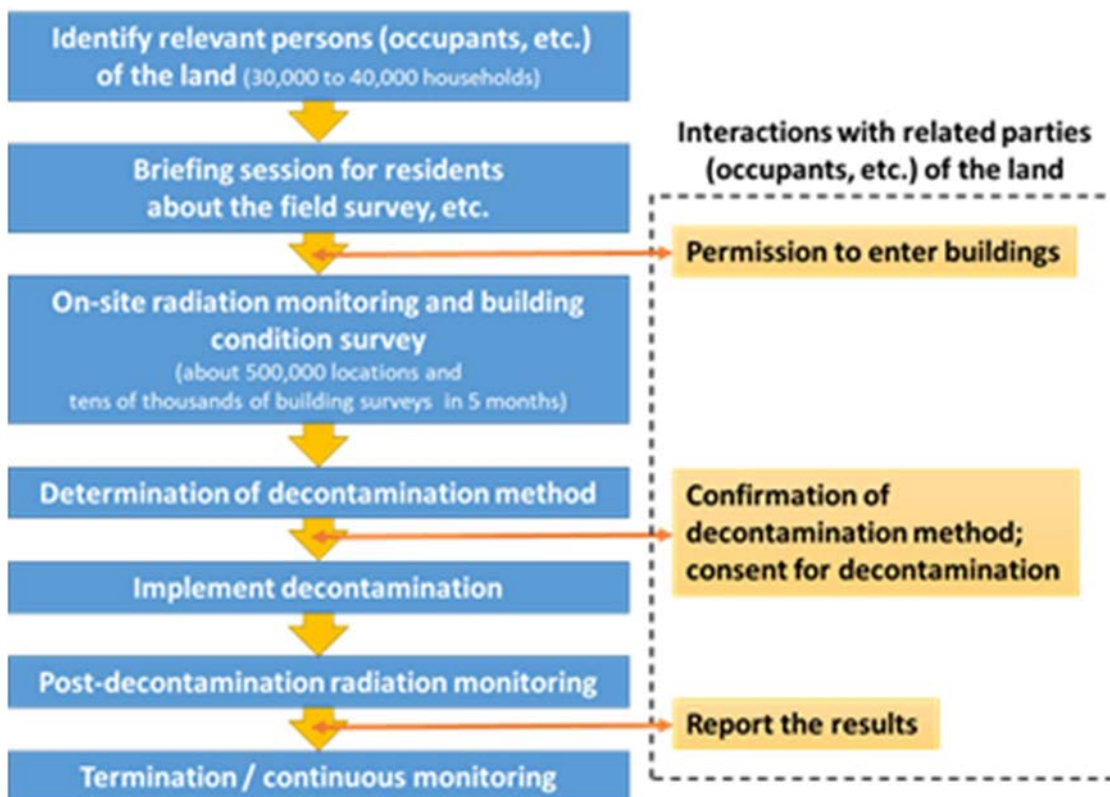 Identify relevant persons (occupants, etc.)
of the land (30,000 to 40,000 households)
Briefing session for residents
about the field survey, etc.
On-site radiation monitoring and building
condition survey
(about 500,000 locations and
tens of thousands of building surveys in 5 months)
Determination of decontamination method
Implement decontamination
Post-decontamination radiation monitoring
Termination / continuous monitoring
Interactions with related parties
(occupants, etc.) of the land
Permission to enter buildings
Confirmation of
decontamination method;
consent for decontamination
Report the results